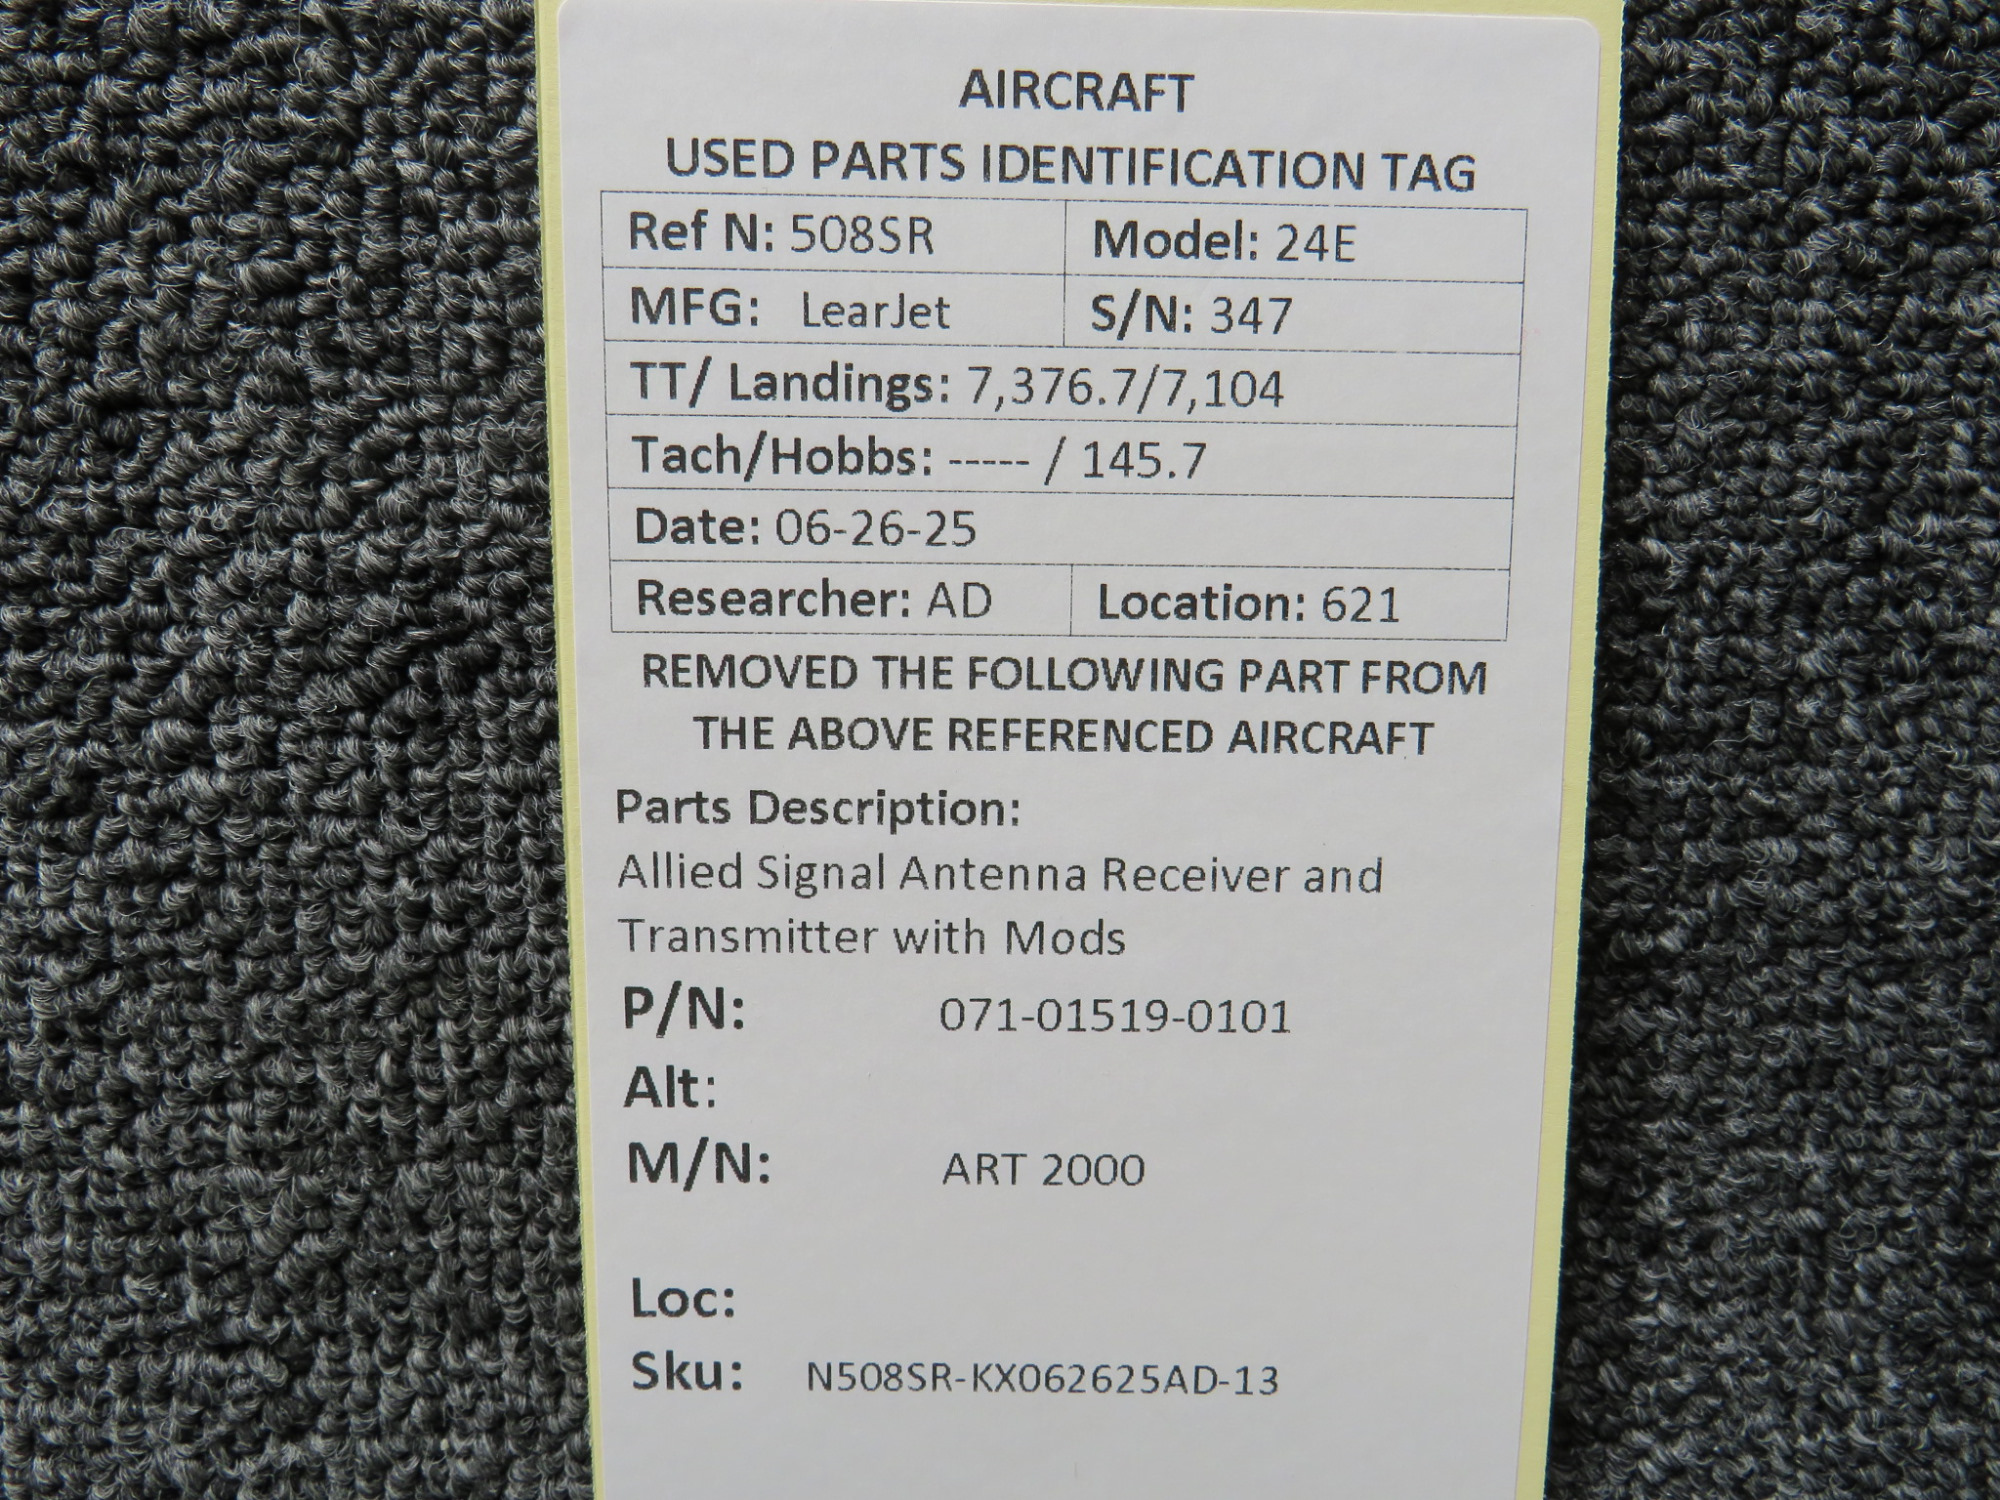 AIRCRAFT
USED PARTS IDENTIFICATION TAG
Ref N: 508SR Model: 24E
MFG: LearJet S/N: 347
TT/ Landings: 7,376.7/7,104
Tach/Hobbs: ----- / 145.7
Date: 06-26-25
Researcher: AD Location: 621
REMOVED THE FOLLOWING PART FROM
THE ABOVE REFERENCED AIRCRAFT
Parts Description:
Allied Signal Antenna Receiver and
Transmitter with Mods
P/N: 071-01519-0101
Alt:
M/N: ART 2000
Loc:
Sku: N508SR-KX062625AD-13